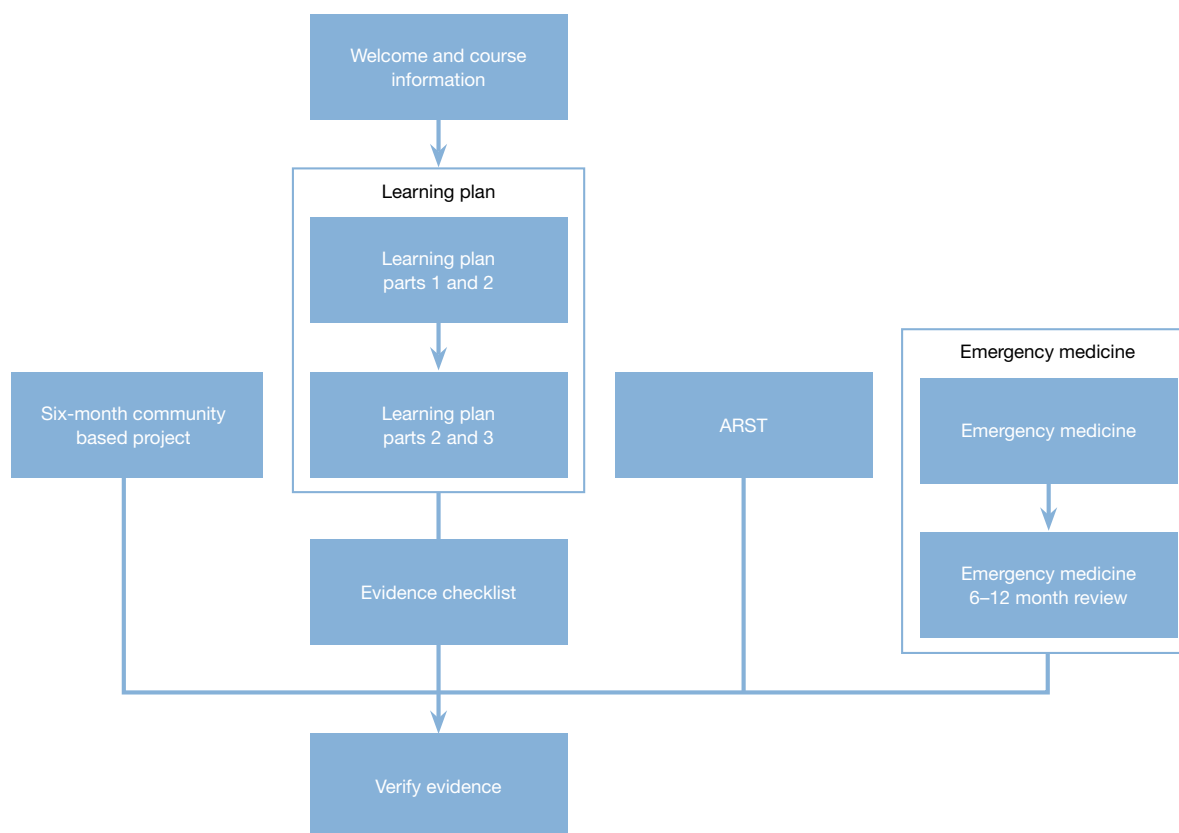 Welcome and course
information
Learning plan
Learning plan
parts 1 and 2
Emergency medicine
Six-month community
based project
Learning plan
parts 2 and 3
ARST
Emergency medicine
Evidence checklist
Emergency medicine
6–12 month review
Verify evidence